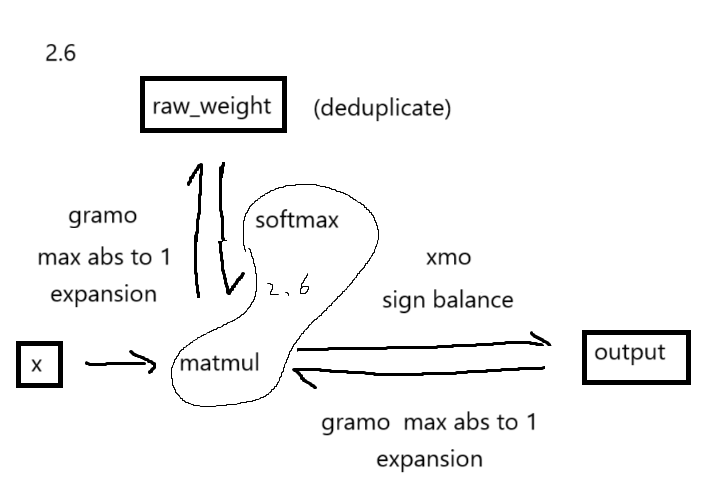 2.6
raw_weight (deduplicate)
gramo
max abs to 1
expansion
softmax
2.6
xmo
sign balance
x
matmul
output
gramo max abs to 1
expansion